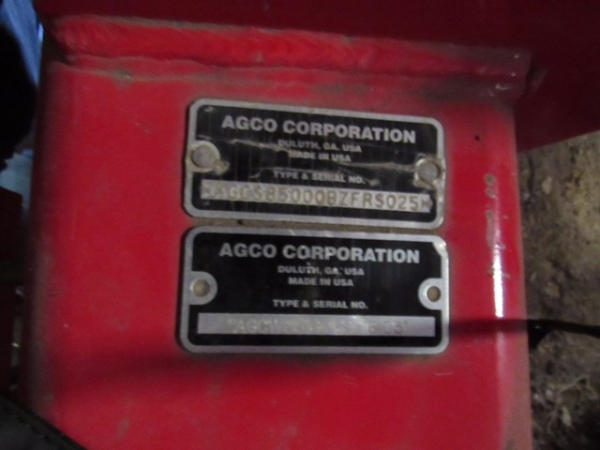 AGCO CORPORATION
DULUTH, GA. USA
MADE IN USA
TYPE & SERIAL NO.
AGCO CORPORATION
DULUTH, GA. USA
MADE IN USA
TYPE & SERIAL NO.